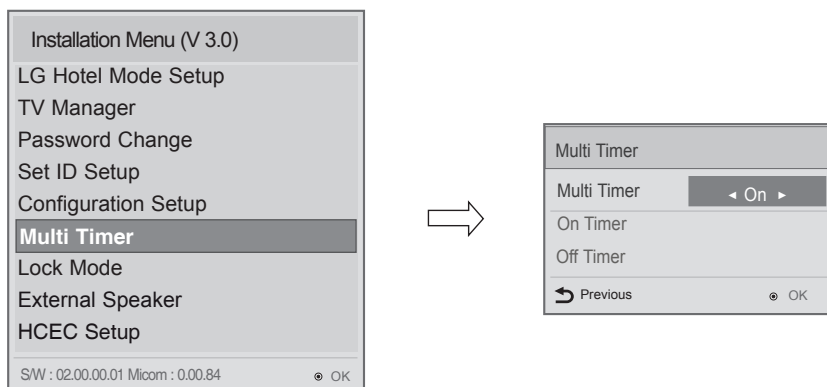 Installation Menu (V 3.0)
LG Hotel Mode Setup
TV Manager
Password Change
Set ID Setup
Configuration Setup
Multi Timer
Lock Mode
External Speaker
HCEC Setup
S/W : 02.00.00.01 Micom : 0.00.84 ⦿ OK
Multi Timer
Multi Timer ◂ On ▸
On Timer
Off Timer
Previous ⦿ OK